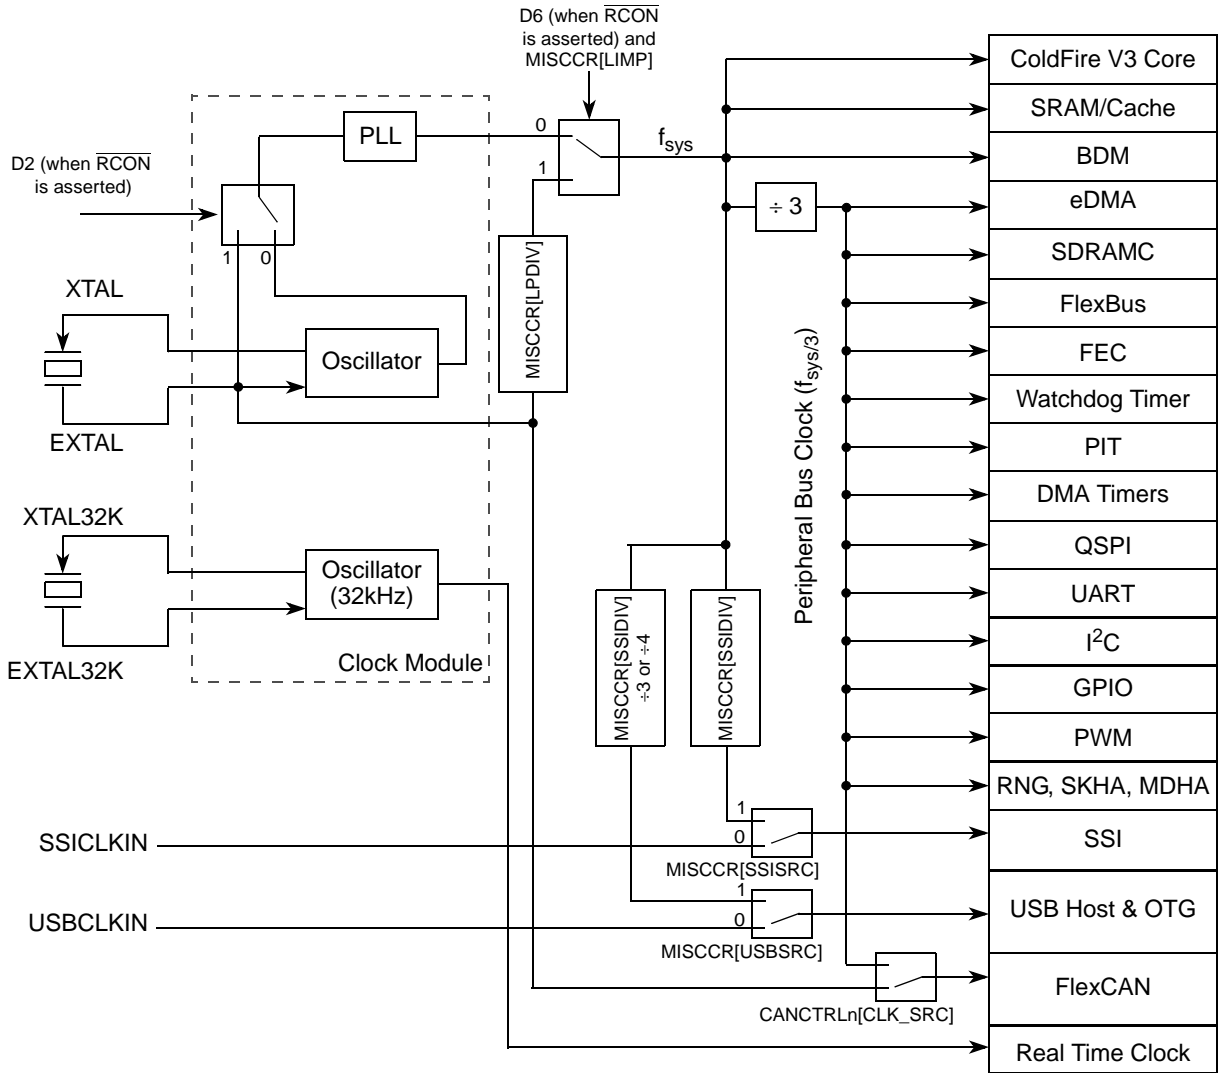 D6 (when RCON
is asserted) and
MISCCR[LIMP]
D2 (when RCON
is asserted)
PLL
0
1
f_sys
1
0
÷ 3
XTAL
Oscillator
EXTAL
MISCCR[LPDIV]
XTAL32K
Oscillator
(32kHz)
EXTAL32K
Clock Module
Peripheral Bus Clock (f_sys/3)
MISCCR[SSIDIV]
÷3 or ÷4
MISCCR[SSIDIV]
1
0
SSICLKIN
MISCCR[SSISRC]
1
0
USBCLKIN
MISCCR[USBSRC]
CANCTRLn[CLK_SRC]
ColdFire V3 Core
SRAM/Cache
BDM
eDMA
SDRAMC
FlexBus
FEC
Watchdog Timer
PIT
DMA Timers
QSPI
UART
I²C
GPIO
PWM
RNG, SKHA, MDHA
SSI
USB Host & OTG
FlexCAN
Real Time Clock